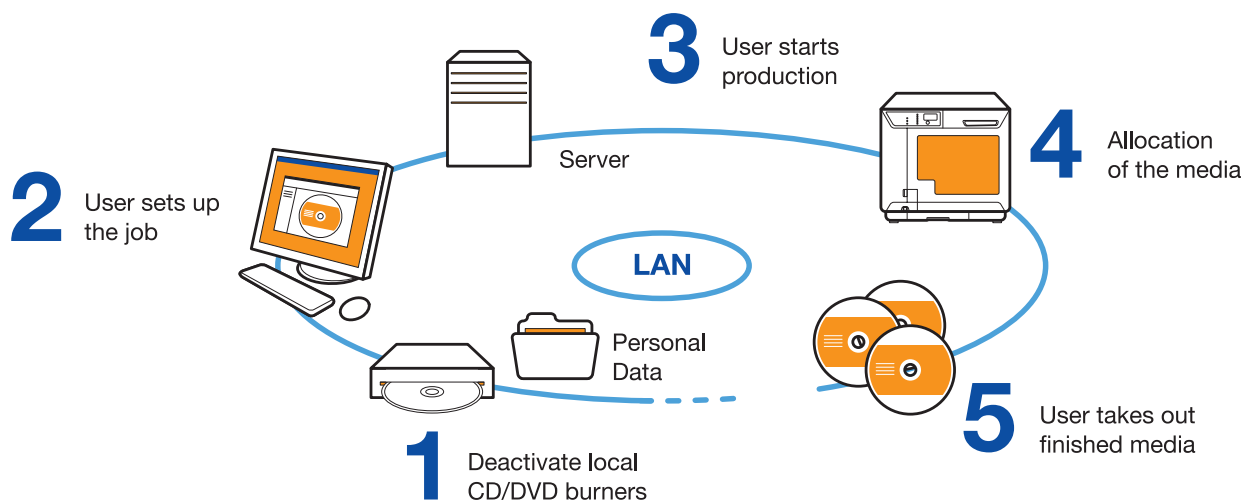 3
User starts
production
Server
4
Allocation
of the media
2
User sets up
the job
LAN
Personal
Data
1
Deactivate local
CD/DVD burners
5
User takes out
finished media